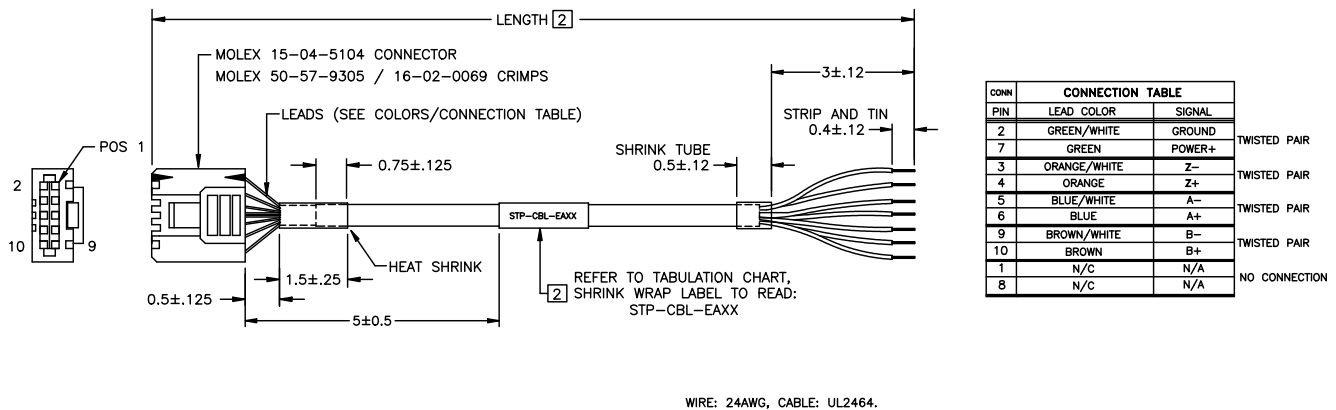 LENGTH 2
MOLEX 15-04-5104 CONNECTOR
MOLEX 50-57-9305 / 16-02-0069 CRIMPS
LEADS (SEE COLORS/CONNECTION TABLE)
3±.12
STRIP AND TIN
0.4±.12
POS 1
0.75±.125
SHRINK TUBE
0.5±.12
2
10
9
STP-CBL-EAXX
HEAT SHRINK
1.5±.25
0.5±.125
5±0.5
2 REFER TO TABULATION CHART,
SHRINK WRAP LABEL TO READ:
STP-CBL-EAXX
CONN CONNECTION TABLE
PIN LEAD COLOR SIGNAL
2 GREEN/WHITE GROUND
7 GREEN POWER+
TWISTED PAIR
3 ORANGE/WHITE Z-
4 ORANGE Z+
TWISTED PAIR
5 BLUE/WHITE A-
6 BLUE A+
TWISTED PAIR
9 BROWN/WHITE B-
10 BROWN B+
TWISTED PAIR
1 N/C N/A
8 N/C N/A
NO CONNECTION
WIRE: 24AWG, CABLE: UL2464.